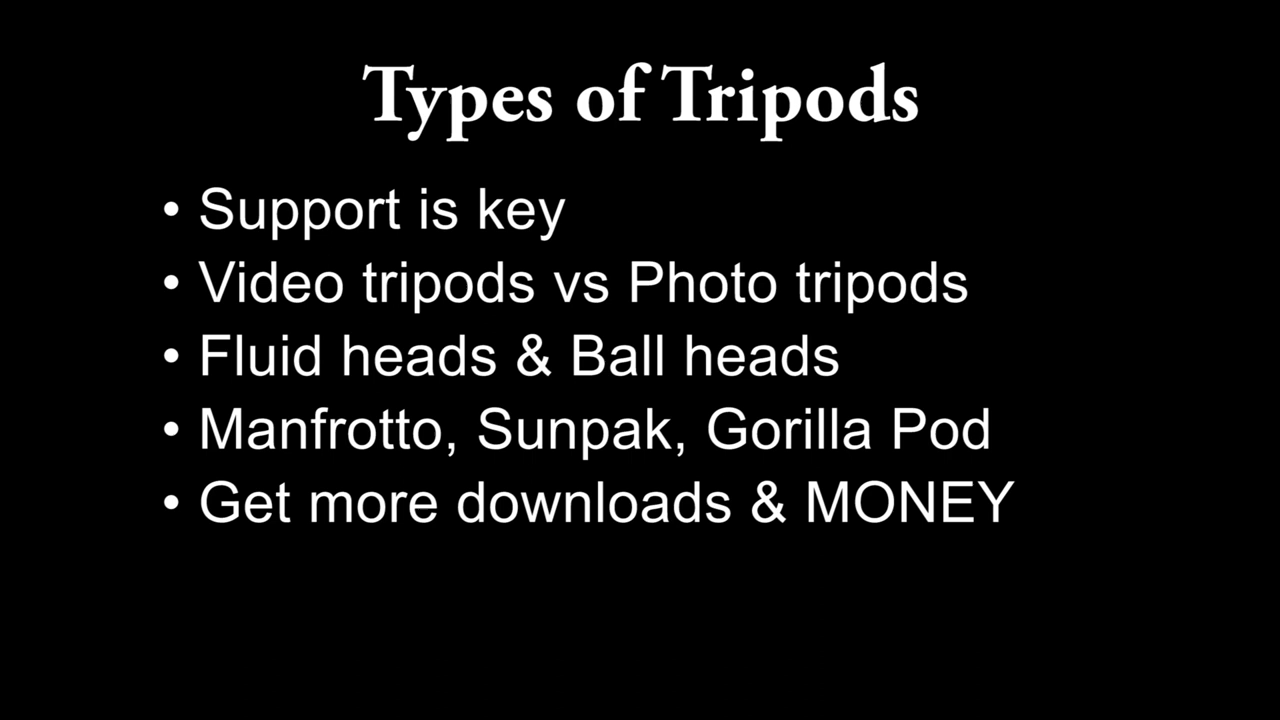 Types of Tripods
• Support is key
• Video tripods vs Photo tripods
• Fluid heads & Ball heads
• Manfrotto, Sunpak, Gorilla Pod
• Get more downloads & MONEY